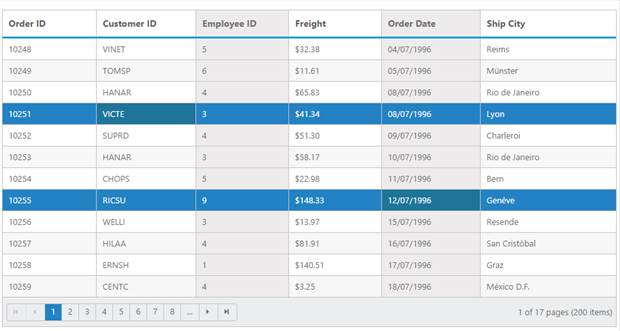 Order ID Customer ID Employee ID Freight Order Date Ship City
10248 VINET 5 $32.38 04/07/1996 Reims
10249 TOMSP 6 $11.61 05/07/1996 Münster
10250 HANAR 4 $65.83 08/07/1996 Rio de Janeiro
10251 VICTE 3 $41.34 08/07/1996 Lyon
10252 SUPRD 4 $51.30 09/07/1996 Charleroi
10253 HANAR 3 $58.17 10/07/1996 Rio de Janeiro
10254 CHOPS 5 $22.98 11/07/1996 Bern
10255 RICSU 9 $148.33 12/07/1996 Genève
10256 WELLI 3 $13.97 15/07/1996 Resende
10257 HILAA 4 $81.91 16/07/1996 San Cristóbal
10258 ERNSH 1 $140.51 17/07/1996 Graz
10259 CENTC 4 $3.25 18/07/1996 México D.F.
1 2 3 4 5 6 7 8 ... 1 of 17 pages (200 items)